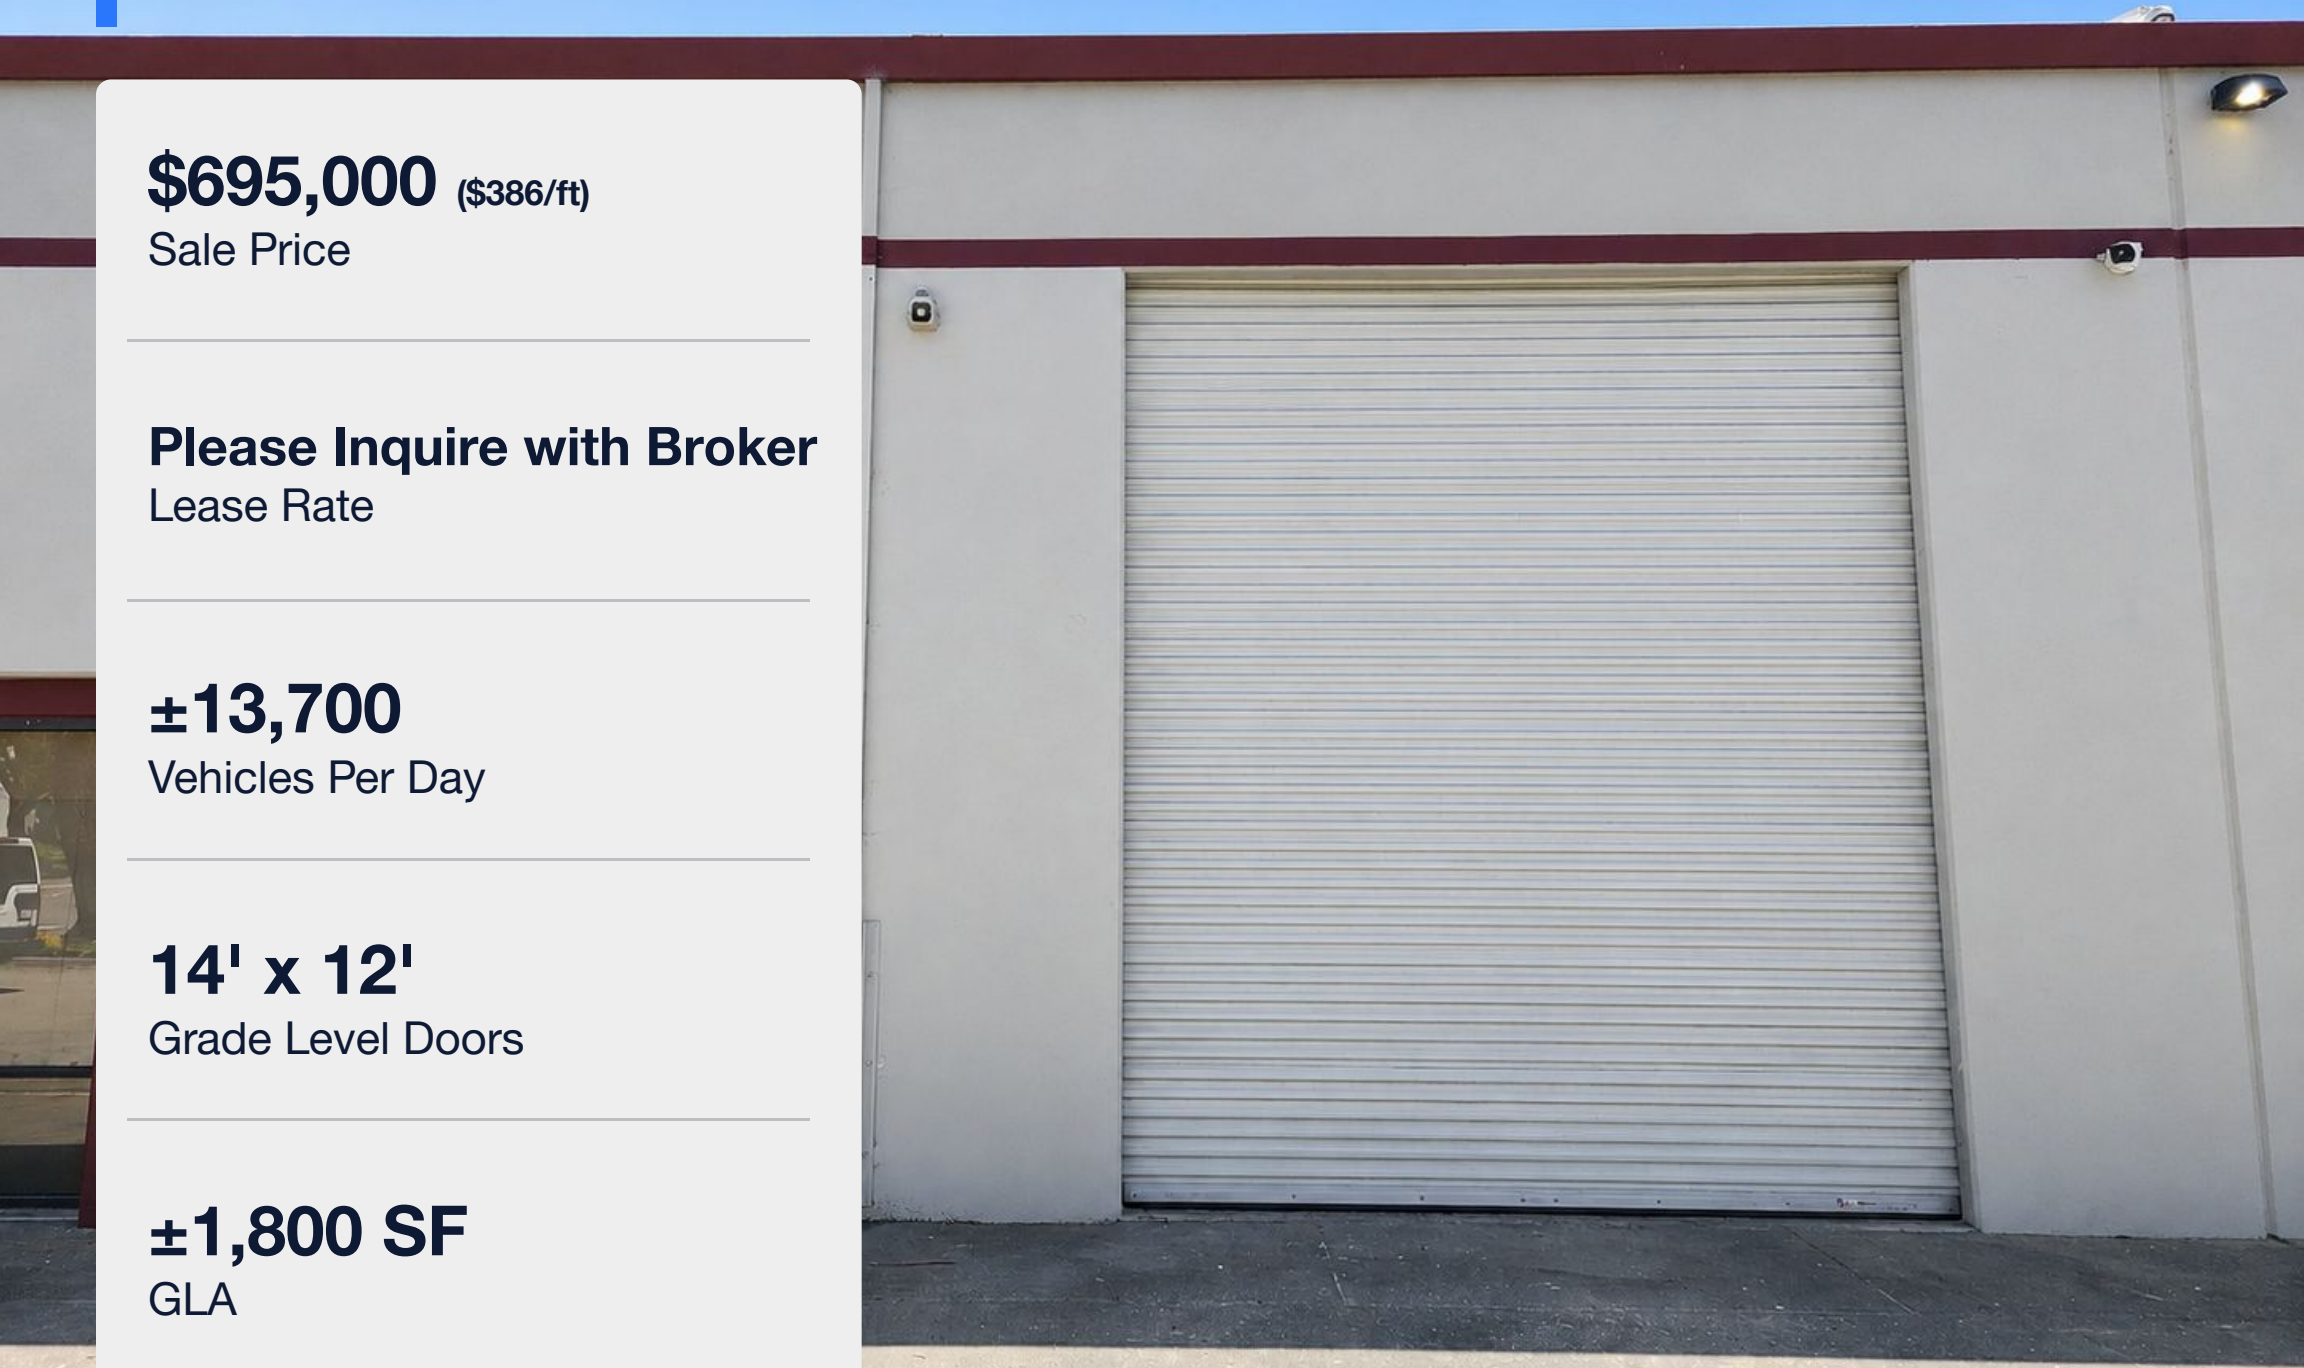 $695,000 ($386/ft)
Sale Price
Please Inquire with Broker
Lease Rate
±13,700
Vehicles Per Day
14' x 12'
Grade Level Doors
±1,800 SF
GLA